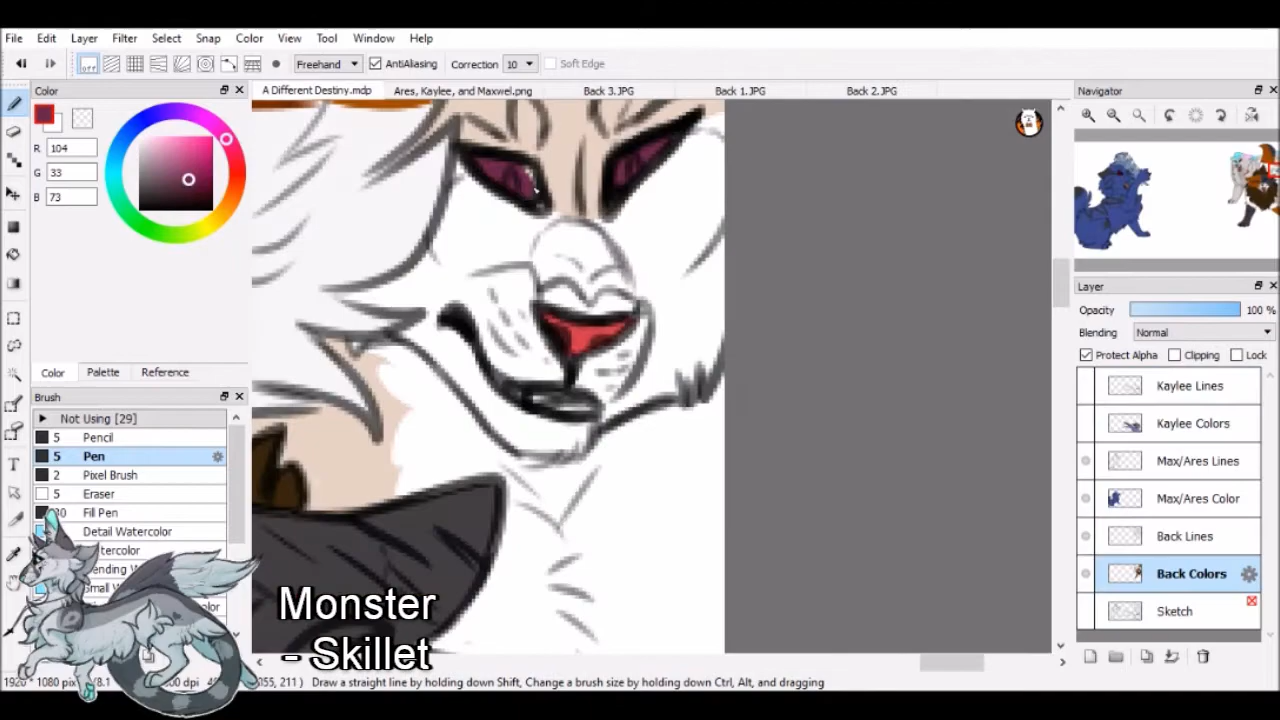 File Edit Layer Filter Select Snap Color View Tool Window Help
off Freehand AntiAliasing Correction 10 Soft Edge
Color
A Different Destiny.mdp Ares, Kaylee, and Maxwel.png Back 3.JPG Back 1.JPG Back 2.JPG
Navigator
R 104
G 33
B 73
Color Palette Reference
Brush
Not Using [29]
5 Pencil
5 Pen
2 Pixel Brush
5 Eraser
Fill Pen
Detail Watercolor
Layer
Opacity 100 %
Blending Normal
Protect Alpha Clipping Lock
Kaylee Lines
Kaylee Colors
Max/Ares Lines
Max/Ares Color
Back Lines
Back Colors
Sketch
Monster
- Skillet
Draw a straight line by holding down Shift, Change a brush size by holding down Ctrl, Alt, and dragging